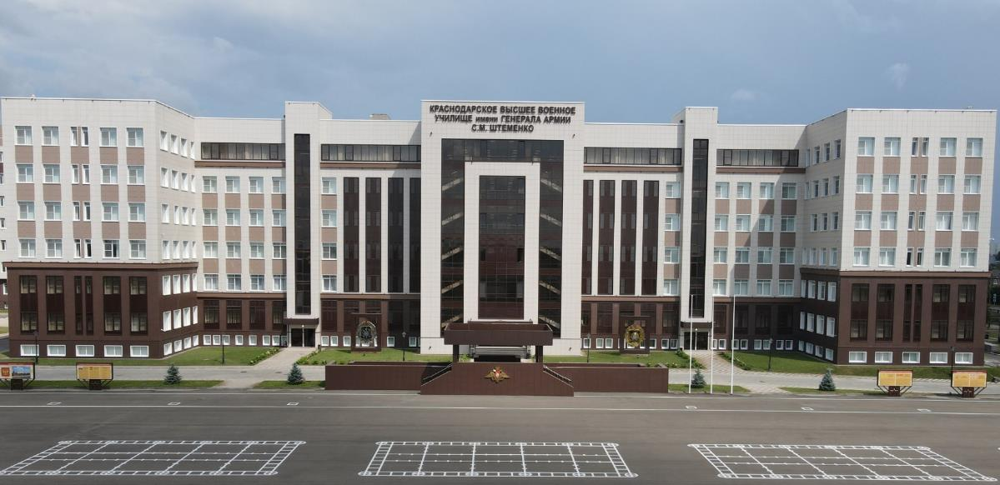 КРАСНОДАРСКОЕ ВЫСШЕЕ ВОЕННОЕ
УЧИЛИЩЕ имени ГЕНЕРАЛА АРМИИ
С.М. ШТЕМЕНКО